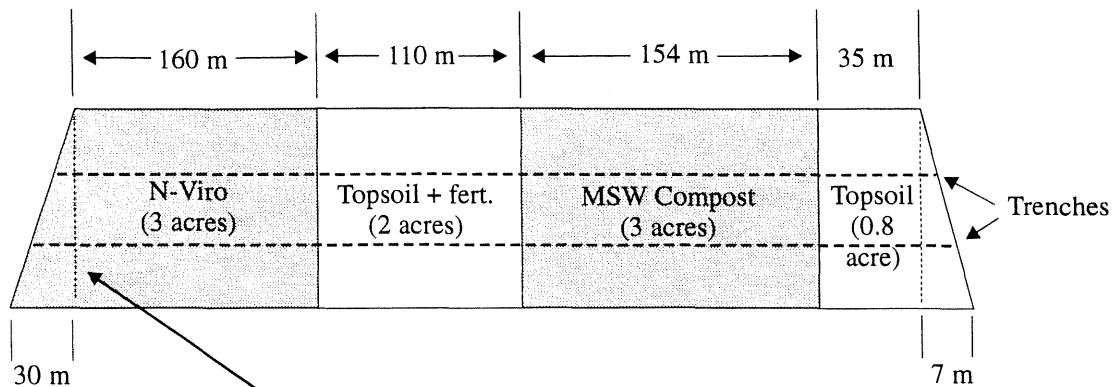 160 m
110 m
154 m
35 m
N-Viro
(3 acres)
Topsoil + fert.
(2 acres)
MSW Compost
(3 acres)
Topsoil
(0.8
acre)
Trenches
30 m
7 m